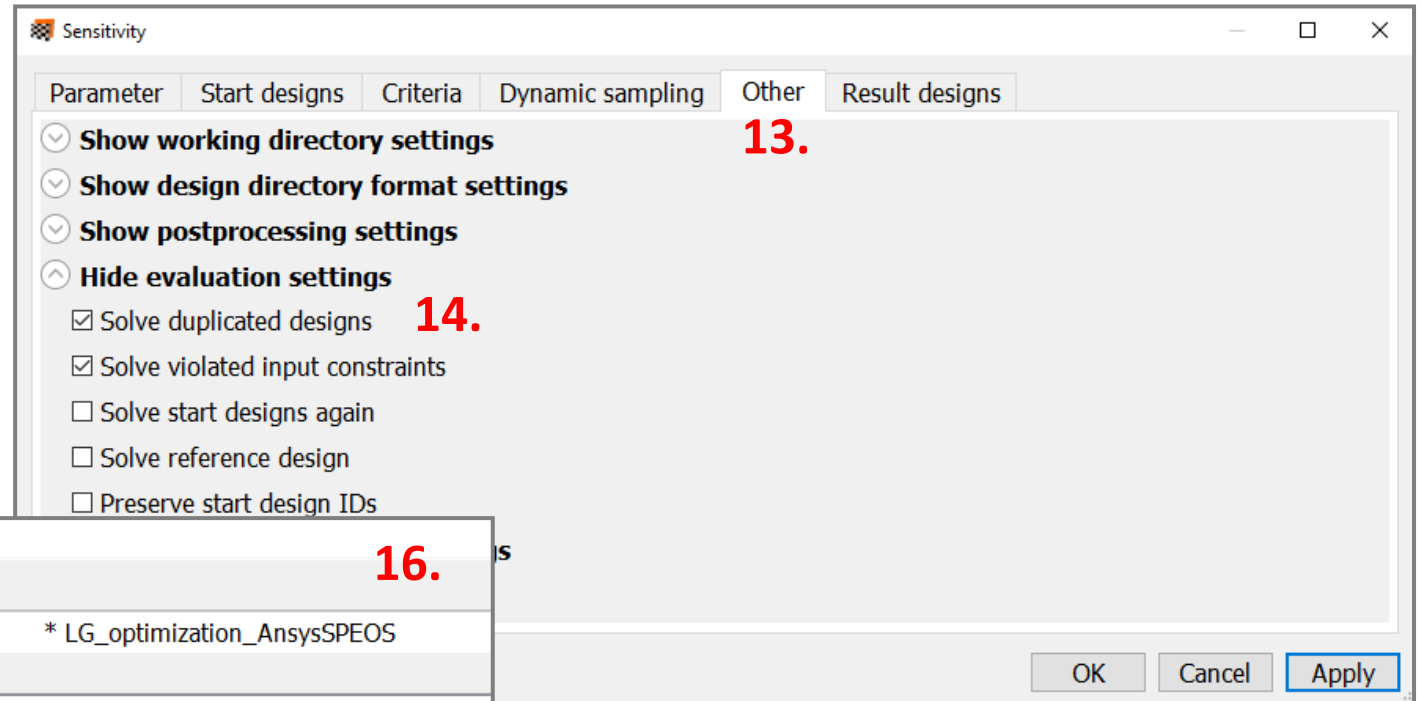 Sensitivity
Parameter Start designs Criteria Dynamic sampling Other Result designs
13.
Show working directory settings
Show design directory format settings
Show postprocessing settings
Hide evaluation settings
14.
Solve duplicated designs
Solve violated input constraints
Solve start designs again
Solve reference design
Preserve start design IDs
16.
* LG_optimization_AnsysSPEOS
OK Cancel Apply